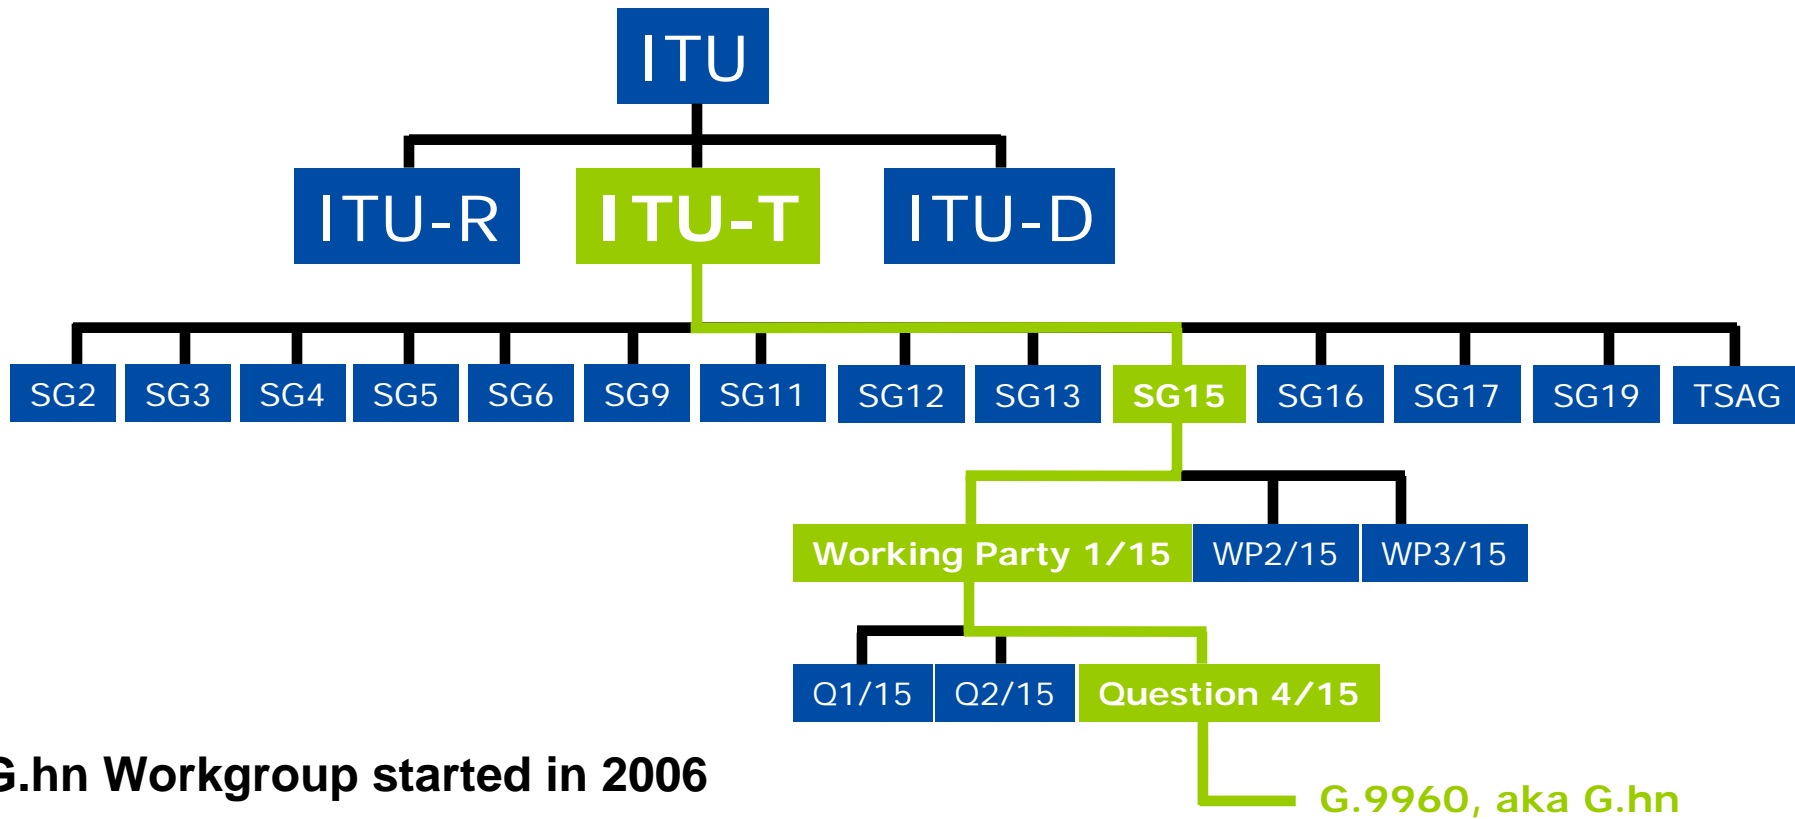 ITU
ITU-R ITU-T ITU-D
SG2 SG3 SG4 SG5 SG6 SG9 SG11 SG12 SG13 SG15 SG16 SG17 SG19 TSAG
Working Party 1/15 WP2/15 WP3/15
Q1/15 Q2/15 Question 4/15
G.hn Workgroup started in 2006
G.9960, aka G.hn